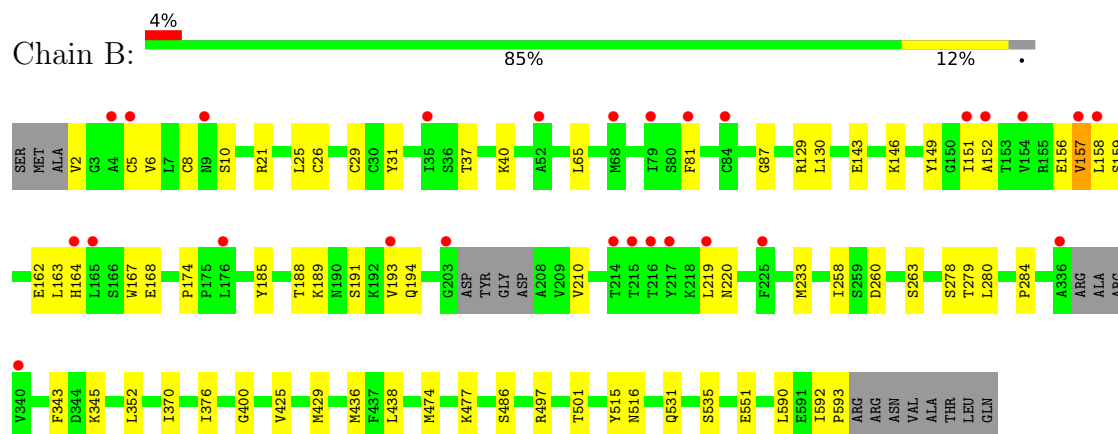 4%
Chain B:
85% 12% •
SER MET ALA V2 G3 A4 C5 V6 L7 C8 N9 S10 R21 L25 C26 C29 C30 Y31 I35 S36 T37 K40 A52 L65 M68 I79 S80 F81 C84 G87 R129 L130 E143 K146 Y149 G150 I151 A152 T153 V154 R155 E156 V157 L158 S159
E162 L163 H164 L165 S166 W167 E168 P174 P175 L176 Y185 T188 K189 N190 S191 K192 V193 Q194 G203 ASP TYR GLY ASP A208 V209 V210 T214 T215 T216 Y217 K218 L219 N220 F225 M233 I258 S259 D260 S263 S278 T279 L280 P284 A336 ARG ALA ARG
V340 F343 D344 K345 L352 I370 I376 G400 V425 M429 M436 F437 L438 M474 K477 S486 R497 T501 Y515 N516 Q531 S535 E551 L590 E591 I592 P593 ARG ARG ASN VAL ALA THR LEU GLN